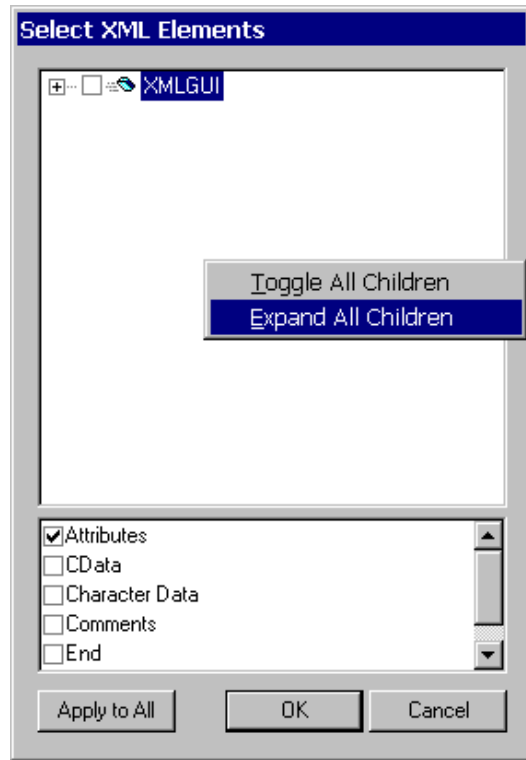 Select XML Elements
XMLGUI
Toggle All Children
Expand All Children
Attributes
CData
Character Data
Comments
End
Apply to All
OK
Cancel